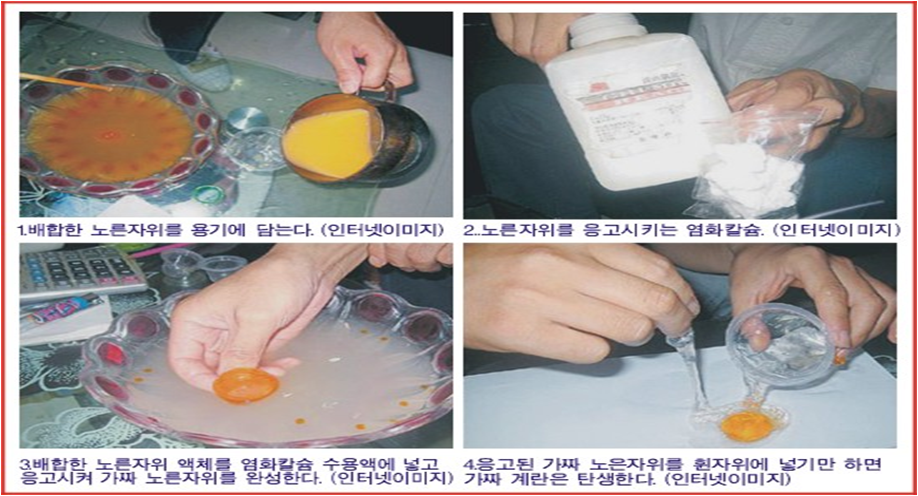 1.배합한 노른자위를 용기에 담는다. (인터넷이미지)
2..노른자위를 응고시키는 염화칼슘. (인터넷이미지)
3.배합한 노른자위 액체를 염화칼슘 수용액에 넣고
응고시켜 가짜 노른자위를 완성한다. (인터넷이미지)
4.응고된 가짜 노은자위를 흰자위에 넣기만 하면
가짜 계란은 탄생한다. (인터넷이미지)